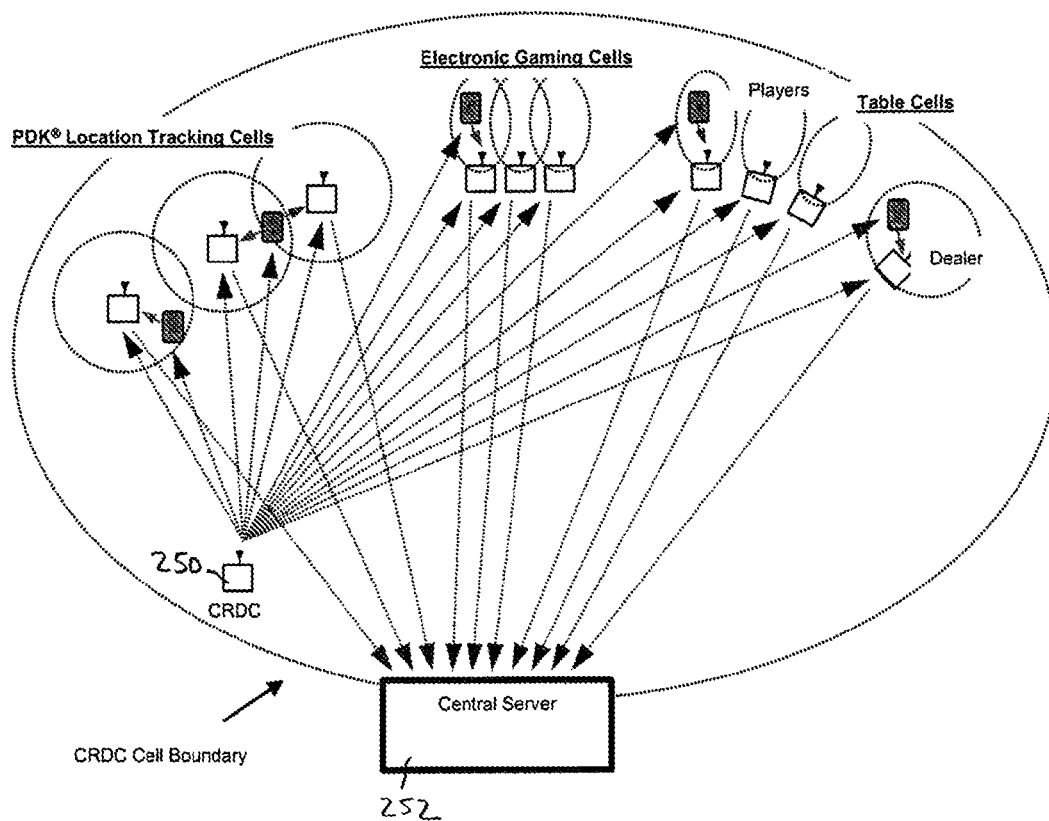 Electronic Gaming Cells
Players
Table Cells
PDK® Location Tracking Cells
Dealer
250
CRDC
Central Server
CRDC Cell Boundary
252